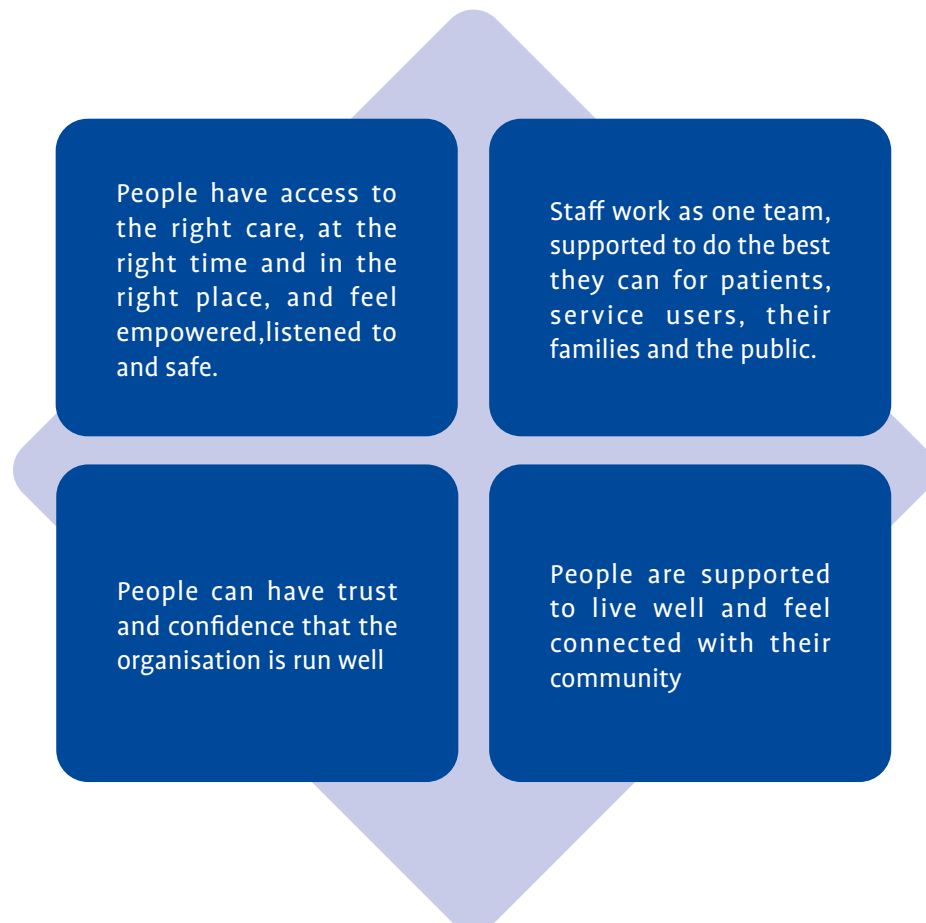 People have access to
the right care, at the
right time and in the
right place, and feel
empowered,listened to
and safe.
Staff work as one team,
supported to do the best
they can for patients,
service users, their
families and the public.
People can have trust
and confidence that the
organisation is run well
People are supported
to live well and feel
connected with their
community